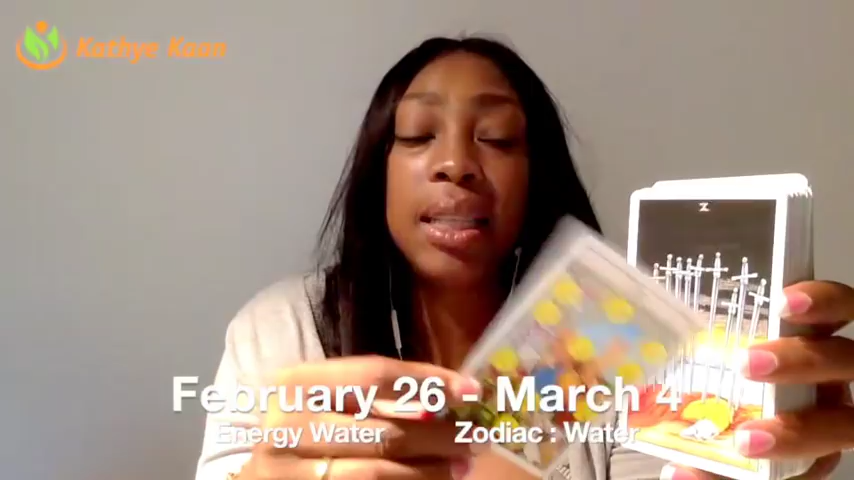 Kathye Kaan
X
February 26 - March 4
Energy Water
Zodiac : Water